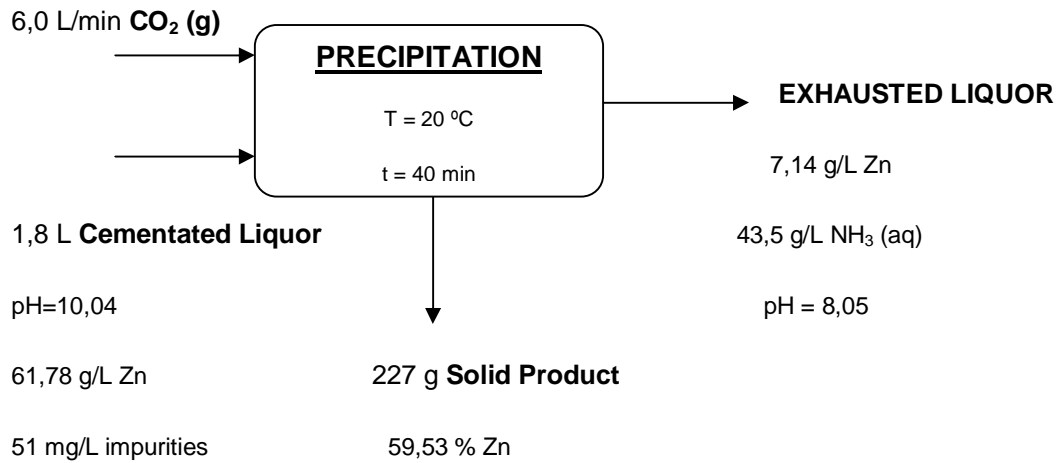 6,0 L/min CO₂ (g)
PRECIPITATION
T = 20 ºC
t = 40 min
EXHAUSTED LIQUOR
7,14 g/L Zn
43,5 g/L NH₃ (aq)
pH = 8,05
1,8 L Cementated Liquor
pH=10,04
61,78 g/L Zn
51 mg/L impurities
227 g Solid Product
59,53 % Zn